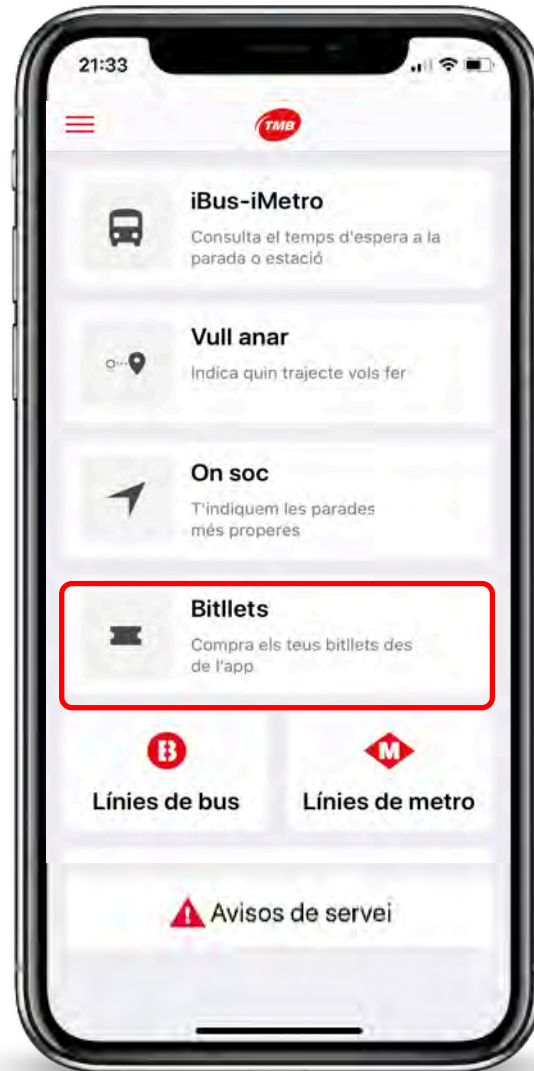 21:33
TMB
iBus-iMetro
Consulta el temps d'espera a la
parada o estació
Vull anar
Indica quin trajecte vols fer
On soc
T'indiquem les parades
més properes
Bitllets
Compra els teus bitllets des
de l'app
B
M
Línies de bus
Línies de metro
Avisos de servei